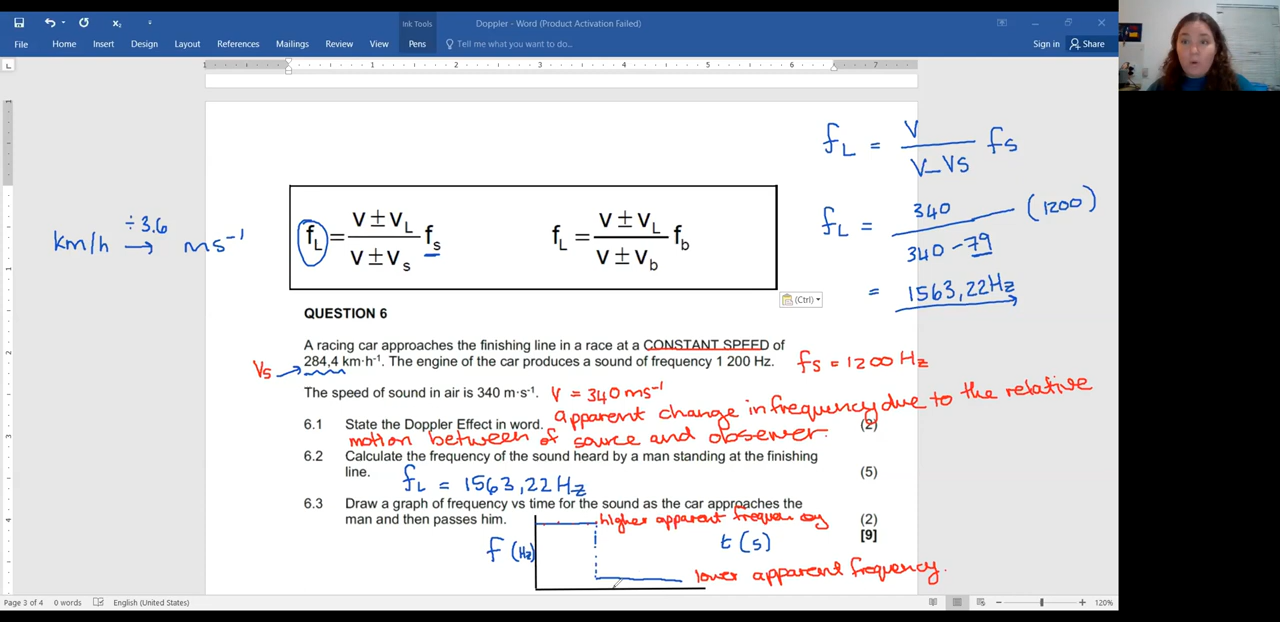 Doppler - Word (Product Activation Failed)
Ink Tools
File Home Insert Design Layout References Mailings Review View Pens Tell me what you want to do... Sign in Share
1 1 2 3 4 5 6 7
fL = V / V-Vs fs
km/h ÷3.6 → ms⁻¹
fL = V ± VL / V ± Vs fs
fL = V ± VL / V ± Vb fb
fL = 340 / 340 - 79 (1200)
= 1563,22Hz
(Ctrl)
QUESTION 6
A racing car approaches the finishing line in a race at a CONSTANT SPEED of
Vs → 284,4 km·h⁻¹. The engine of the car produces a sound of frequency 1 200 Hz. fs = 1200 Hz
The speed of sound in air is 340 m·s⁻¹. V = 340 ms⁻¹
apparent change in frequency due to the relative
6.1 State the Doppler Effect in word. (2)
motion between of source and observer.
6.2 Calculate the frequency of the sound heard by a man standing at the finishing
line. (5)
fL = 1563,22 Hz
6.3 Draw a graph of frequency vs time for the sound as the car approaches the
man and then passes him. (2)
higher apparent frequency
[9]
f (Hz) t (s)
lower apparent frequency.
Page 3 of 4 0 words English (United States) 120%